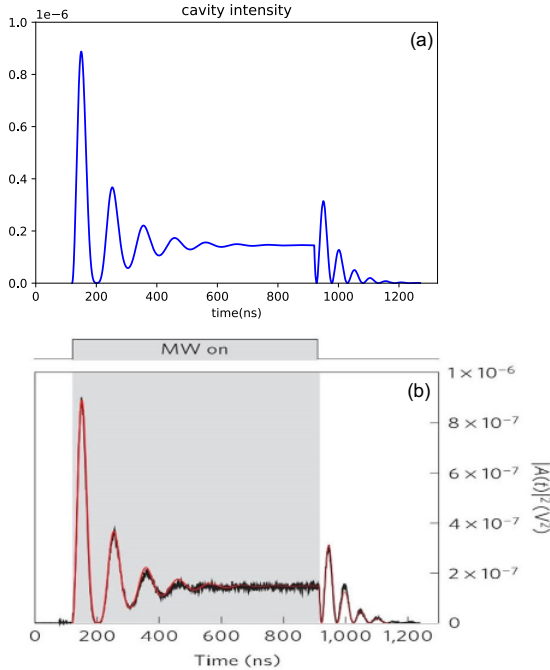 cavity intensity
1e−6
(a)
1.0
0.8
0.6
0.4
0.2
0.0
0 200 400 600 800 1000 1200
time(ns)
MW on
(b)
1 × 10⁻⁶
8 × 10⁻⁷
6 × 10⁻⁷
4 × 10⁻⁷
2 × 10⁻⁷
0
|A(t)|² (V²)
0 200 400 600 800 1,000 1,200
Time (ns)